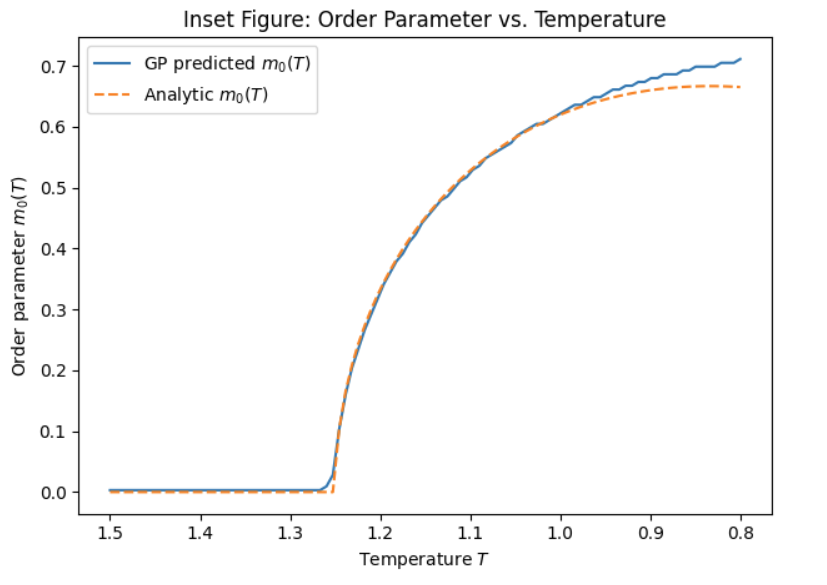 Inset Figure: Order Parameter vs. Temperature
GP predicted m₀(T)
Analytic m₀(T)
Order parameter m₀(T)
0.7
0.6
0.5
0.4
0.3
0.2
0.1
0.0
1.5 1.4 1.3 1.2 1.1 1.0 0.9 0.8
Temperature T